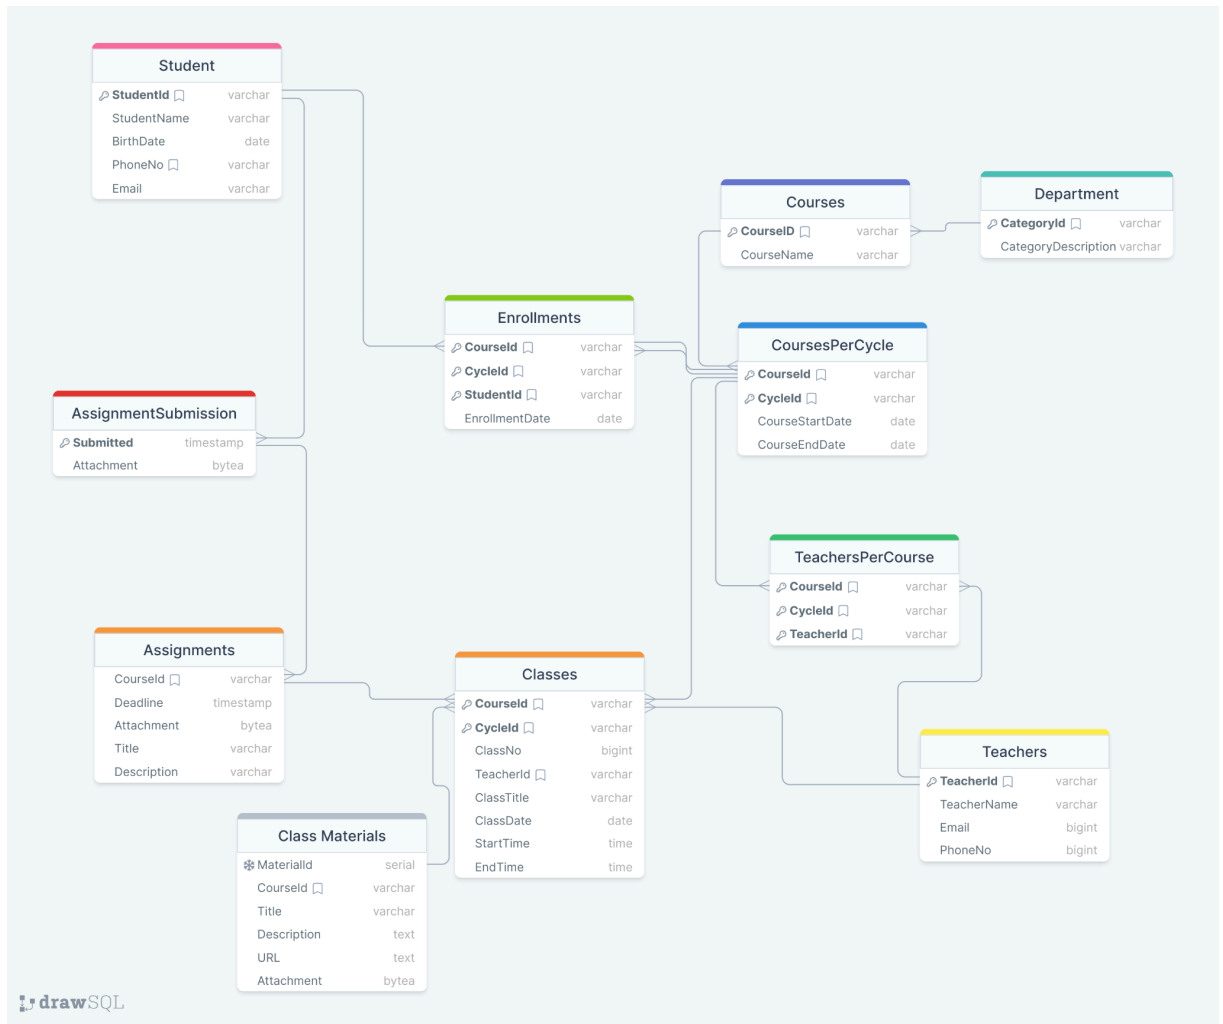 Student
StudentId varchar
StudentName varchar
BirthDate date
PhoneNo varchar
Email varchar
Courses
CourseID varchar
CourseName varchar
Department
CategoryId varchar
CategoryDescription varchar
Enrollments
CourseId varchar
CycleId varchar
StudentId varchar
EnrollmentDate date
CoursesPerCycle
CourseId varchar
CycleId varchar
CourseStartDate date
CourseEndDate date
AssignmentSubmission
Submitted timestamp
Attachment bytea
TeachersPerCourse
CourseId varchar
CycleId varchar
TeacherId varchar
Assignments
CourseId varchar
Deadline timestamp
Attachment bytea
Title varchar
Description varchar
Classes
CourseId varchar
CycleId varchar
ClassNo bigint
TeacherId varchar
ClassTitle varchar
ClassDate date
StartTime time
EndTime time
Teachers
TeacherId varchar
TeacherName varchar
Email bigint
PhoneNo bigint
Class Materials
MaterialId serial
CourseId varchar
Title varchar
Description text
URL text
Attachment bytea
drawSQL